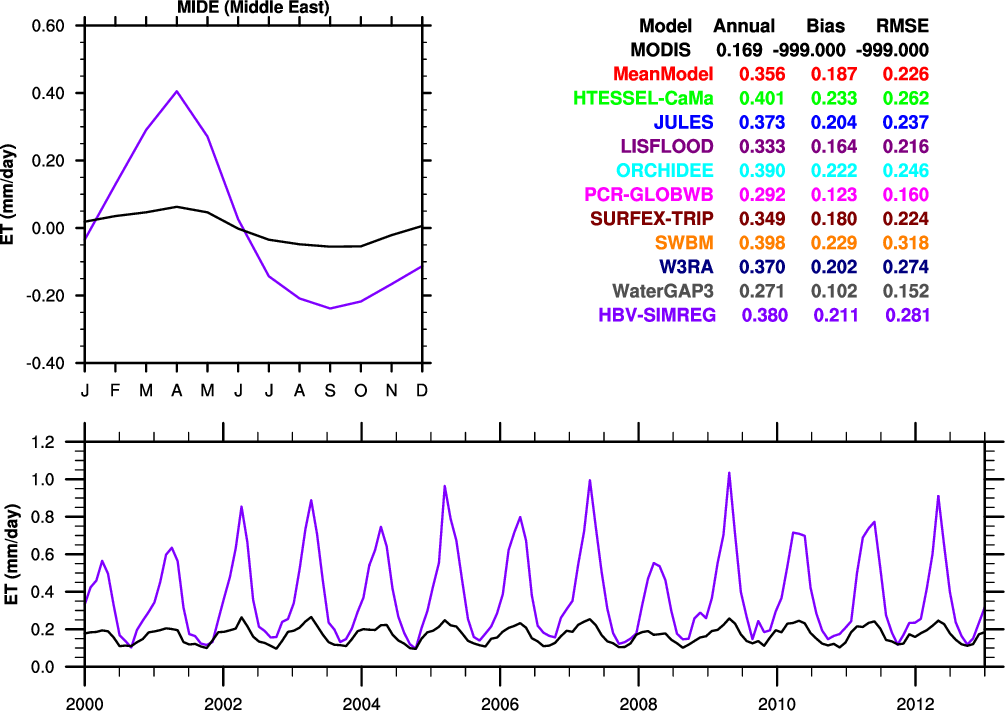 MIDE (Middle East)
0.60
0.40
0.20
0.00
-0.20
-0.40
ET (mm/day)
J F M A M J J A S O N D
Model Annual Bias RMSE
MODIS 0.169 -999.000 -999.000
MeanModel 0.356 0.187 0.226
HTESSEL-CaMa 0.401 0.233 0.262
JULES 0.373 0.204 0.237
LISFLOOD 0.333 0.164 0.216
ORCHIDEE 0.390 0.222 0.246
PCR-GLOBWB 0.292 0.123 0.160
SURFEX-TRIP 0.349 0.180 0.224
SWBM 0.398 0.229 0.318
W3RA 0.370 0.202 0.274
WaterGAP3 0.271 0.102 0.152
HBV-SIMREG 0.380 0.211 0.281
1.2
1.0
0.8
0.6
0.4
0.2
0.0
ET (mm/day)
2000 2002 2004 2006 2008 2010 2012